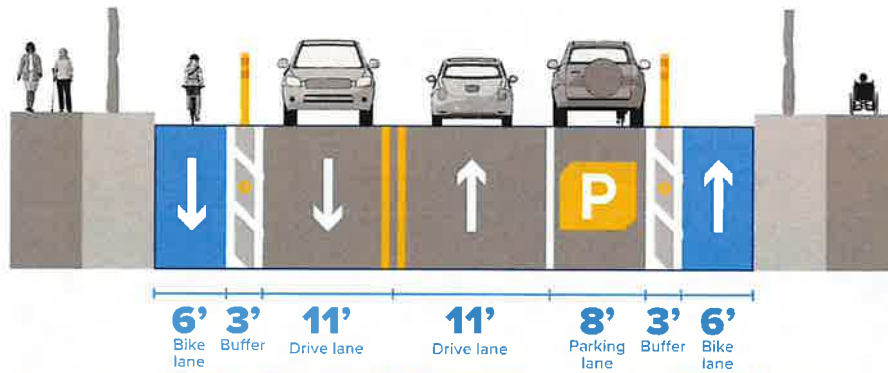 P
6’ 3’ 11’ 11’ 8’ 3’ 6’
Bike lane
Buffer
Drive lane
Drive lane
Parking lane
Buffer
Bike lane